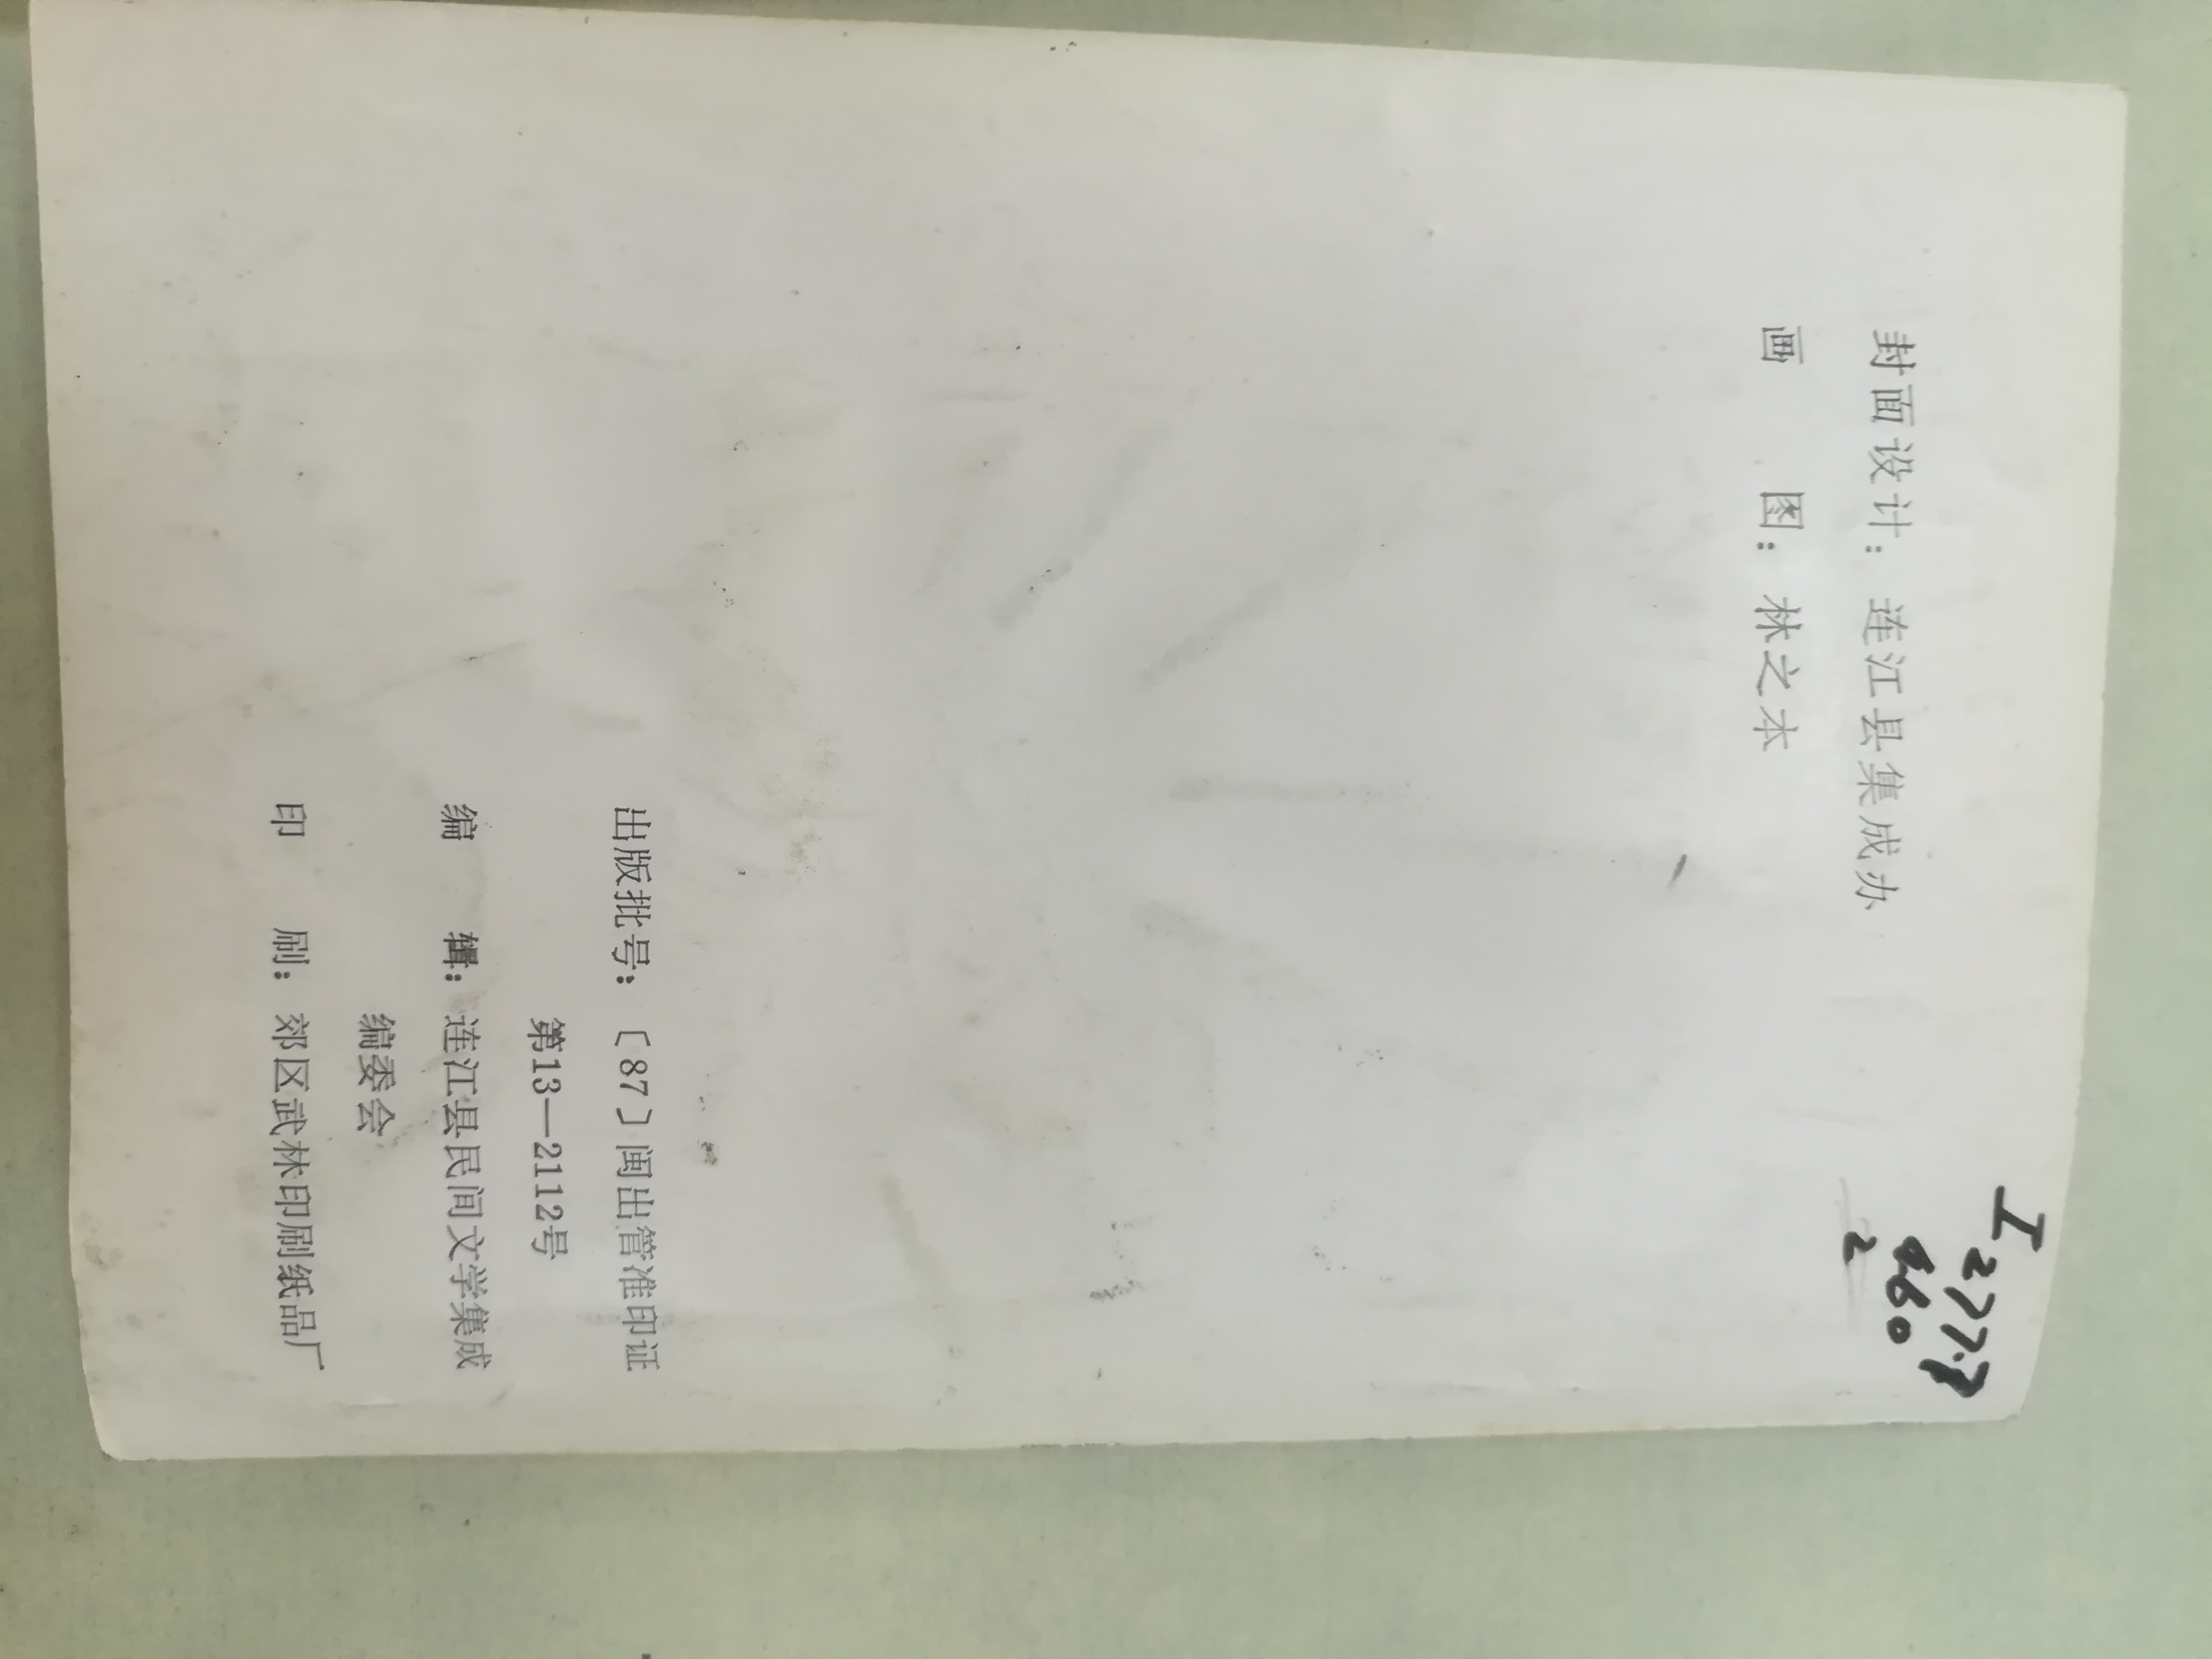 I
277.7
460
2
封面设计：连江县集成办
画　　图：林之本
出版批号：〔87〕闽出管准印证
第13—2112号
编　　辑：连江县民间文学集成
编委会
印　　刷：郊区武林印刷纸品厂